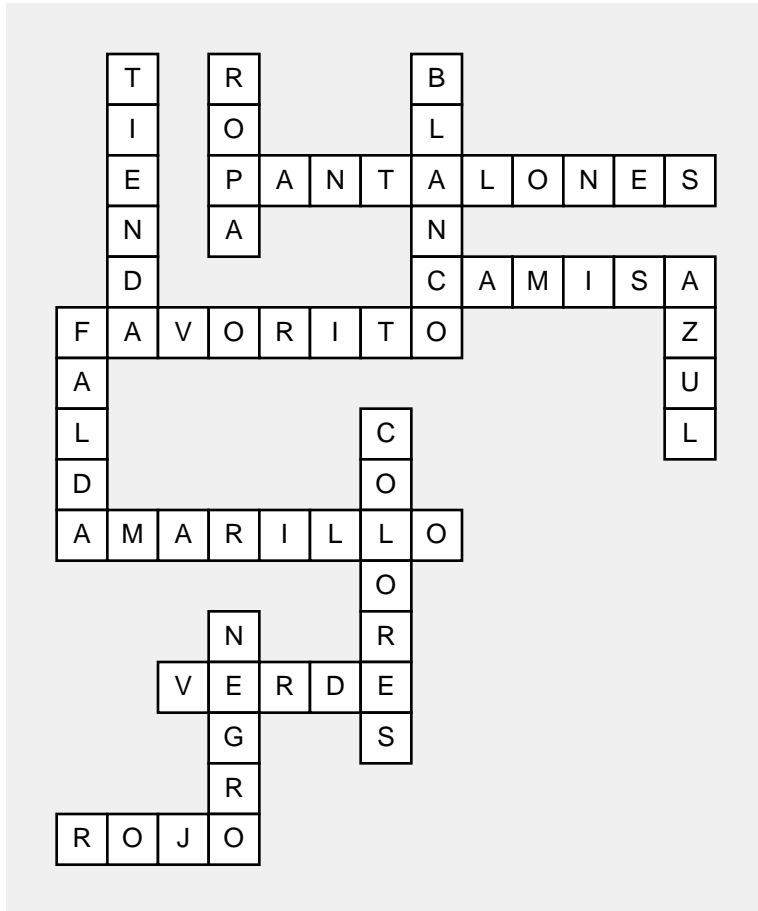 T R B
I O L
E P A N T A L O N E S
N A N
D C A M I S A
F A V O R I T O Z
A U
L C L
D O
A M A R I L L O
O
N R
V E R D E
G S
R
R O J O